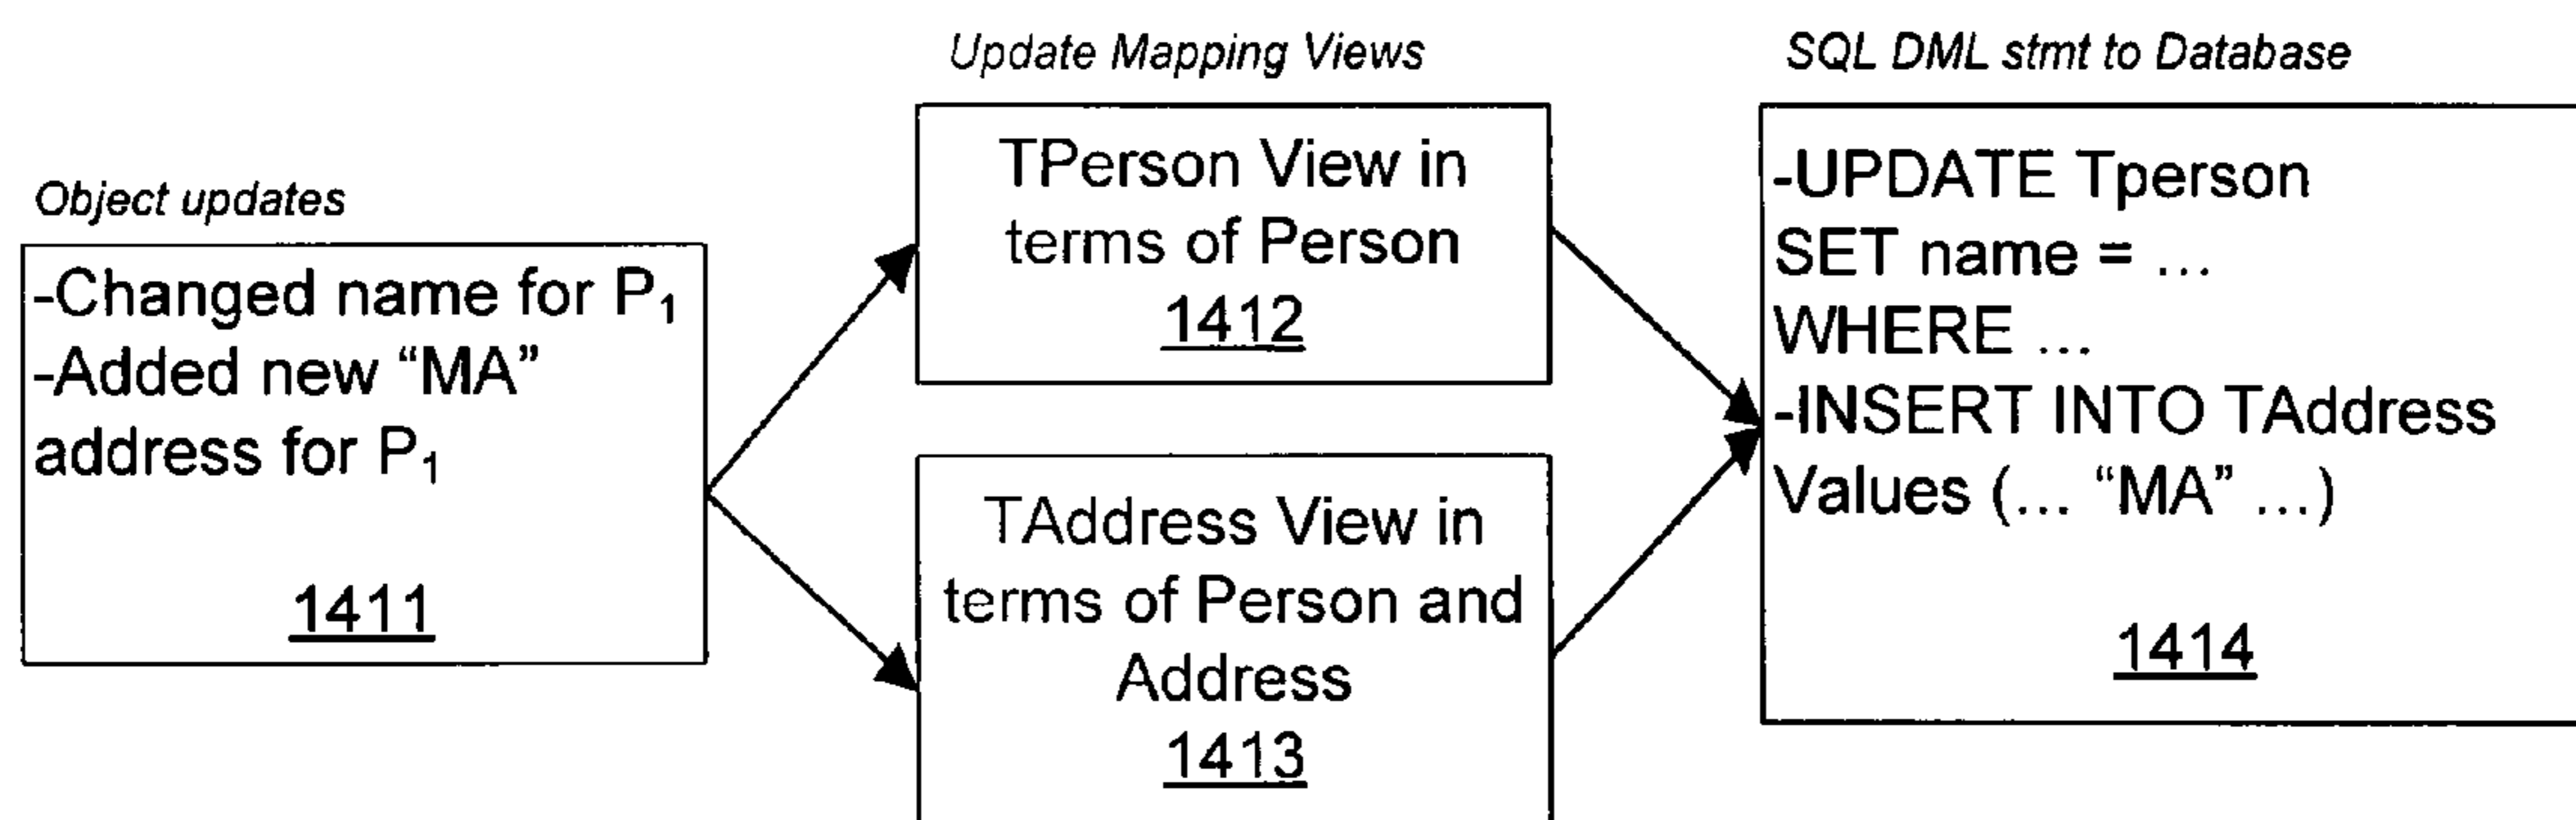 Object updates
-Changed name for P₁
-Added new “MA”
address for P₁
1411
Update Mapping Views
TPerson View in
terms of Person
1412
TAddress View in
terms of Person and
Address
1413
SQL DML stmt to Database
-UPDATE Tperson
SET name = ...
WHERE ...
-INSERT INTO TAddress
Values (... “MA” ...)
1414